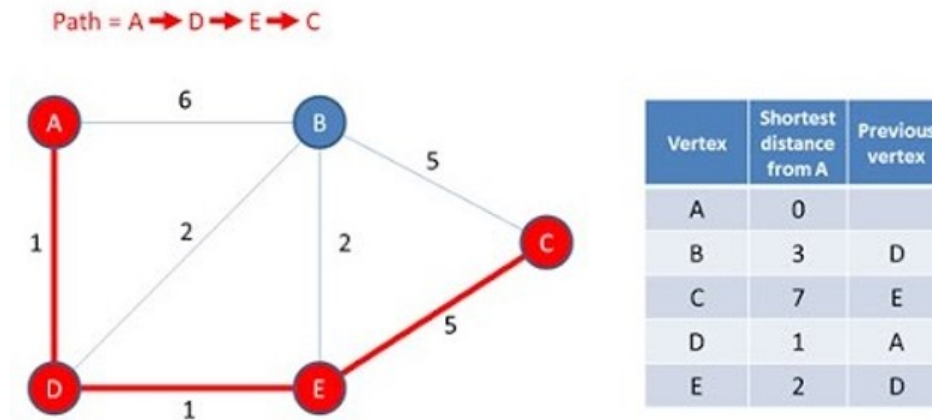 Path = A → D → E → C
A
6
B
5
1
2
2
C
5
D
1
E
Vertex
Shortest distance from A
Previous vertex
A 0
B 3 D
C 7 E
D 1 A
E 2 D